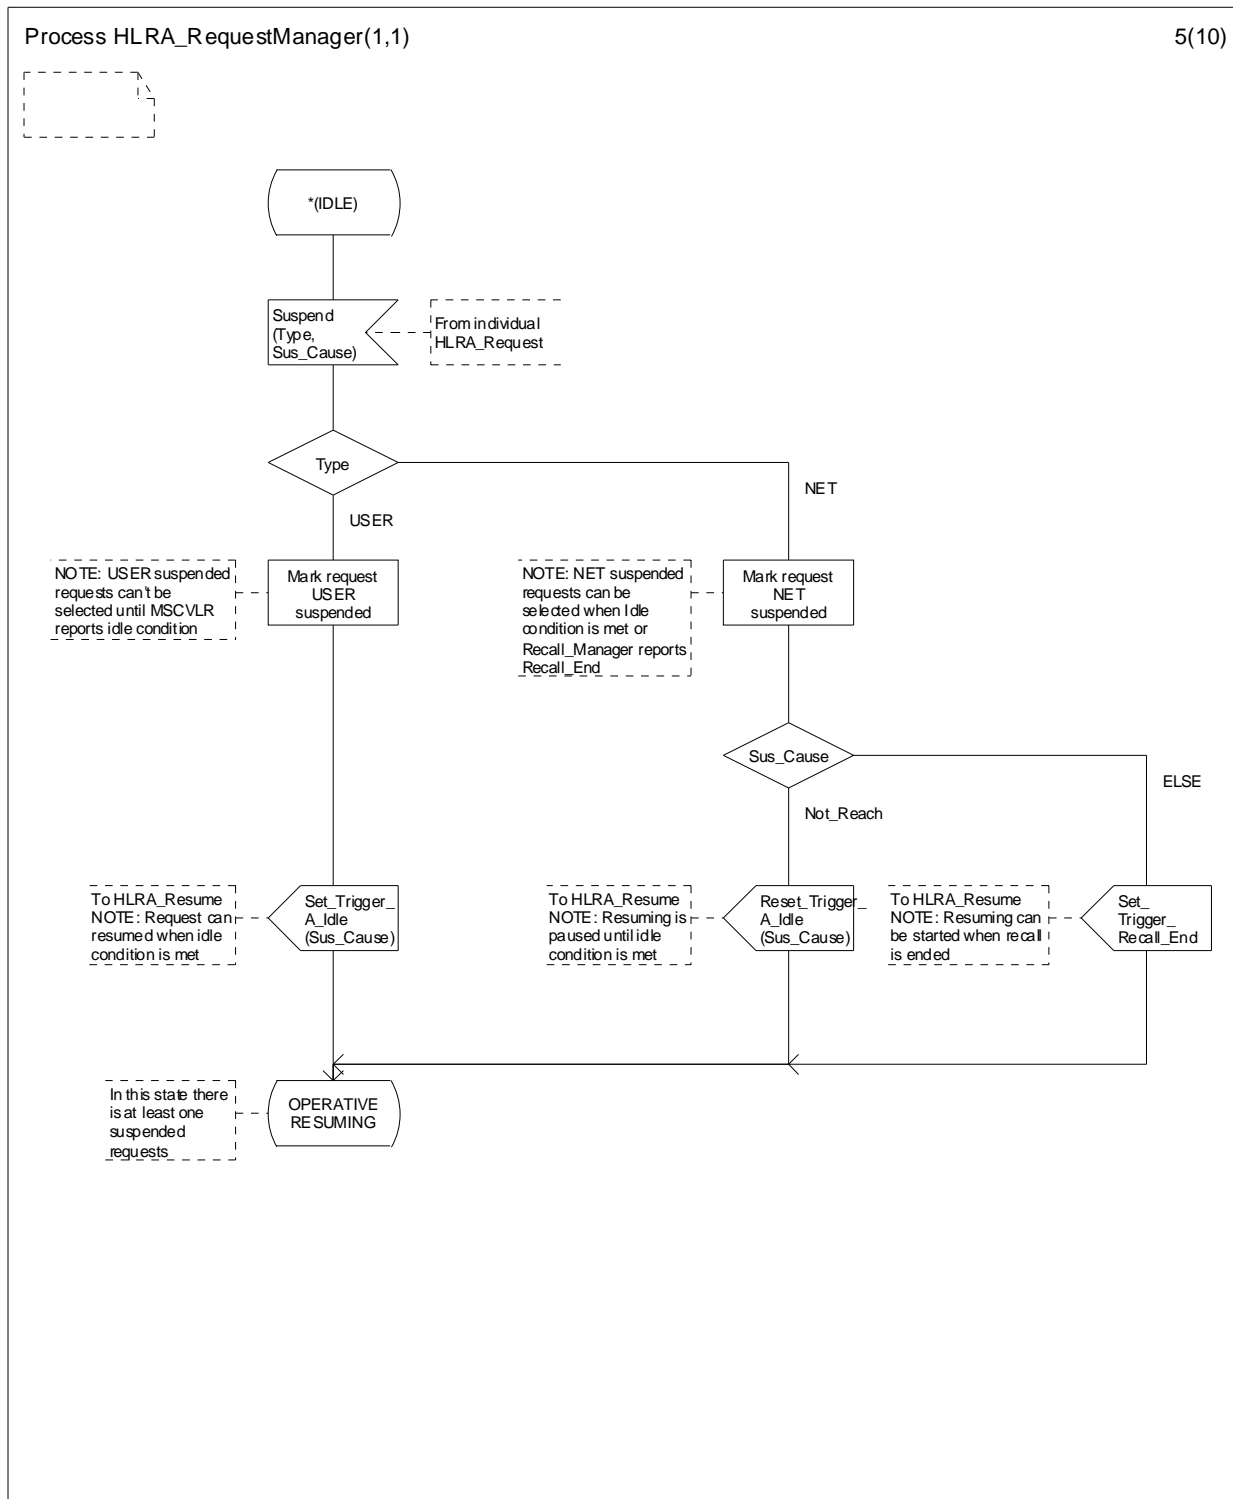 Process HLRA_RequestManager(1,1)
5(10)
*(IDLE)
Suspend
(Type,
Sus_Cause)
From individual
HLRA_Request
Type
NET
USER
NOTE: USER suspended
requests can't be
selected until MSCVLR
reports idle condition
Mark request
USER
suspended
NOTE: NET suspended
requests can be
selected when Idle
condition is met or
Recall_Manager reports
Recall_End
Mark request
NET
suspended
Sus_Cause
ELSE
Not_Reach
To HLRA_Resume
NOTE: Request can
resumed when idle
condition is met
Set_Trigger_
A_Idle
(Sus_Cause)
To HLRA_Resume
NOTE: Resuming is
paused until idle
condition is met
Reset_Trigger_
A_Idle
(Sus_Cause)
To HLRA_Resume
NOTE: Resuming can
be started when recall
is ended
Set_
Trigger_
Recall_End
In this state there
is at least one
suspended
requests
OPERATIVE
RESUMING